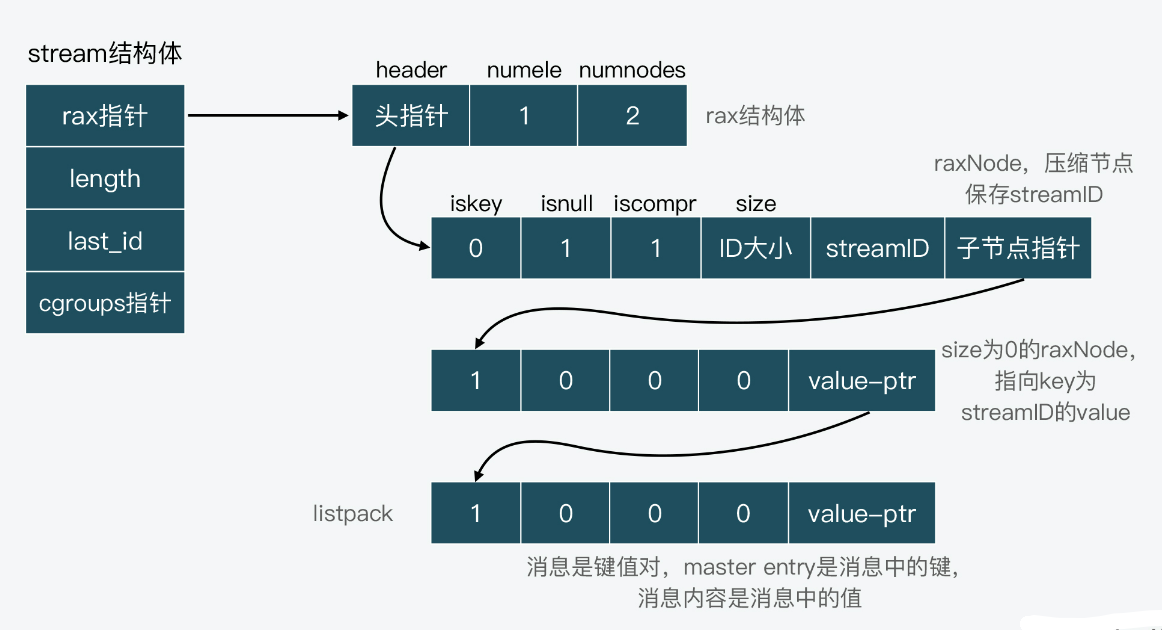 stream结构体
rax指针
length
last_id
cgroups指针
header numele numnodes
头指针 1 2
rax结构体
raxNode，压缩节点
保存streamID
iskey isnull iscompr size
0 1 1 ID大小 streamID 子节点指针
1 0 0 0 value-ptr
size为0的raxNode，
指向key为
streamID的value
listpack
1 0 0 0 value-ptr
消息是键值对，master entry是消息中的键，
消息内容是消息中的值